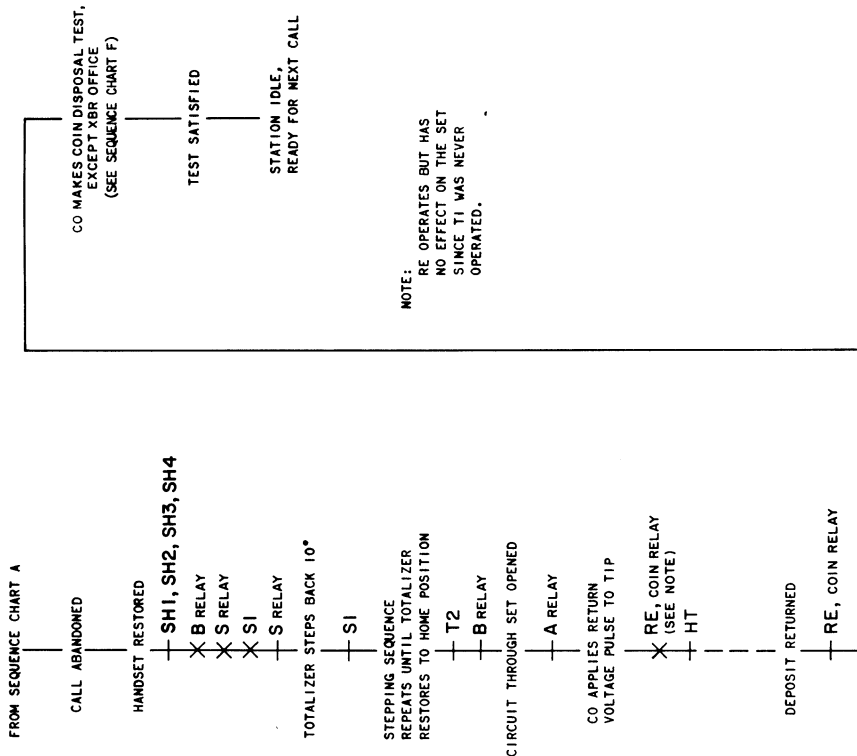 FROM SEQUENCE CHART A
CALL ABANDONED
HANDSET RESTORED
SH1, SH2, SH3, SH4
B RELAY
S RELAY
S1
S RELAY
TOTALIZER STEPS BACK 10°
S1
STEPPING SEQUENCE
REPEATS UNTIL TOTALIZER
RESTORES TO HOME POSITION
T2
B RELAY
CIRCUIT THROUGH SET OPENED
A RELAY
CO APPLIES RETURN
VOLTAGE PULSE TO TIP
RE, COIN RELAY
(SEE NOTE)
HT
DEPOSIT RETURNED
RE, COIN RELAY
CO MAKES COIN DISPOSAL TEST,
EXCEPT XBR OFFICE
(SEE SEQUENCE CHART F)
TEST SATISFIED
STATION IDLE,
READY FOR NEXT CALL
NOTE:
RE OPERATES BUT HAS
NO EFFECT ON THE SET
SINCE T1 WAS NEVER
OPERATED.